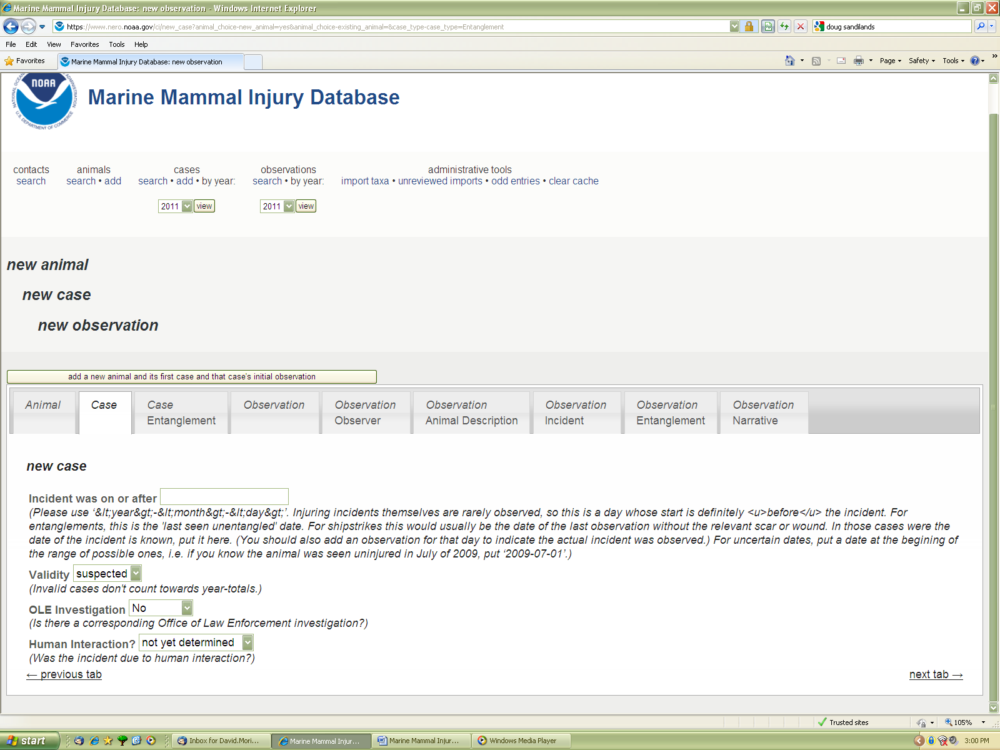 Marine Mammal Injury Database: new observation - Windows Internet Explorer
https://www.nero.noaa.gov/ci/new_case?animal_choice-new_animal=yes&animal_choice-existing_animal=&case_type-case_type=Entanglement
doug sandilands
File Edit View Favorites Tools Help
Favorites
Marine Mammal Injury Database: new observation
Page Safety Tools
NOAA
U.S. DEPARTMENT OF COMMERCE
Marine Mammal Injury Database
contacts animals cases observations administrative tools
search search • add search • add • by year: search • by year: import taxa • unreviewed imports • odd entries • clear cache
2011 view 2011 view
new animal
new case
new observation
add a new animal and its first case and that case's initial observation
Animal Case Case Observation Observation Observation Observation Observation Observation
Entanglement Observer Animal Description Incident Entanglement Narrative
new case
Incident was on or after
(Please use ‘&lt;year&gt;-&lt;month&gt;-&lt;day&gt;’. Injuring incidents themselves are rarely observed, so this is a day whose start is definitely <u>before</u> the incident. For
entanglements, this is the 'last seen unentangled' date. For shipstrikes this would usually be the date of the last observation without the relevant scar or wound. In those cases were the
date of the incident is known, put it here. (You should also add an observation for that day to indicate the actual incident was observed.) For uncertain dates, put a date at the begining of
the range of possible ones, i.e. if you know the animal was seen uninjured in July of 2009, put ‘2009-07-01’.)
Validity suspected
(Invalid cases don't count towards year-totals.)
OLE Investigation No
(Is there a corresponding Office of Law Enforcement investigation?)
Human Interaction? not yet determined
(Was the incident due to human interaction?)
← previous tab next tab →
Trusted sites 105%
start Inbox for David.Mori... Marine Mammal Injur... Marine Mammal Injur... Windows Media Player 3:00 PM